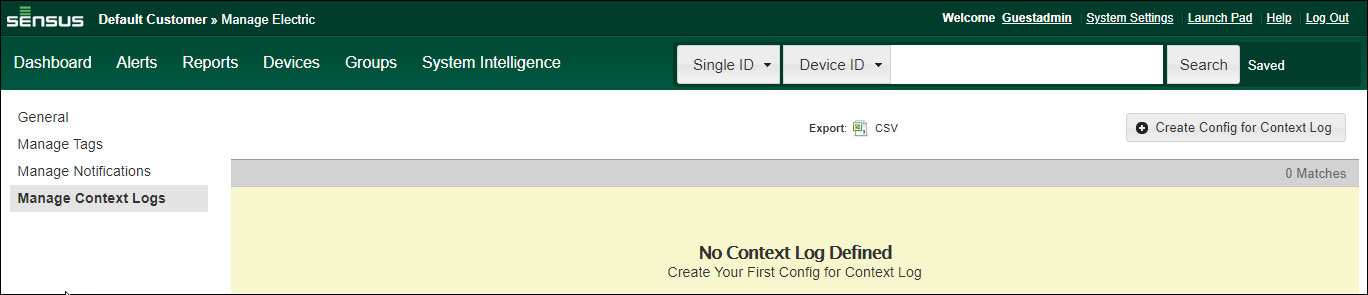 sensus Default Customer » Manage Electric Welcome Guestadmin System Settings Launch Pad Help Log Out
Dashboard Alerts Reports Devices Groups System Intelligence Single ID Device ID Search Saved
General
Export: CSV Create Config for Context Log
Manage Tags
Manage Notifications
0 Matches
Manage Context Logs
No Context Log Defined
Create Your First Config for Context Log